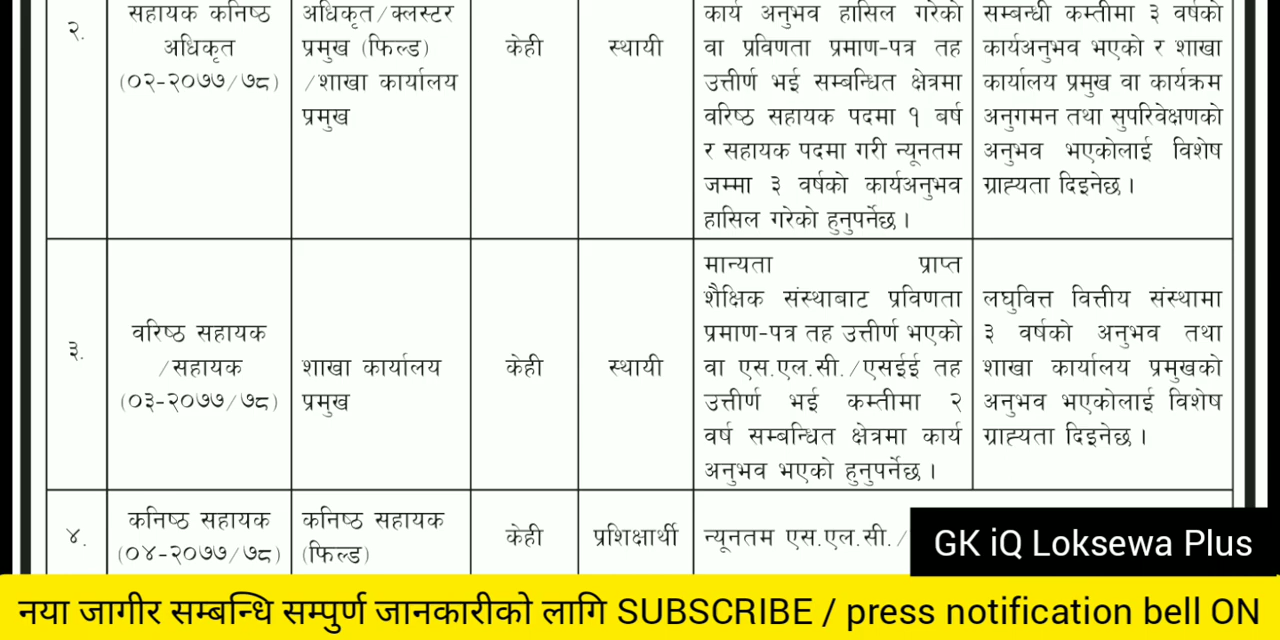 २.
सहायक कनिष्ठ
अधिकृत
(०२-२०७७/७८)
अधिकृत/क्लस्टर
प्रमुख (फिल्ड)
/शाखा कार्यालय
प्रमुख
केही
स्थायी
कार्य अनुभव हासिल गरेको
वा प्रविणता प्रमाण-पत्र तह
उत्तीर्ण भई सम्बन्धित क्षेत्रमा
वरिष्ठ सहायक पदमा १ बर्ष
र सहायक पदमा गरी न्यूनतम
जम्मा ३ वर्षको कार्यअनुभव
हासिल गरेको हुनुपर्नेछ ।
सम्बन्धी कम्तीमा ३ वर्षको
कार्यअनुभव भएको र शाखा
कार्यालय प्रमुख वा कार्यक्रम
अनुगमन तथा सुपरिवेक्षणको
अनुभव भएकोलाई विशेष
ग्राह्यता दिइनेछ ।
३.
वरिष्ठ सहायक
/सहायक
(०३-२०७७/७८)
शाखा कार्यालय
प्रमुख
केही
स्थायी
मान्यता प्राप्त
शैक्षिक संस्थाबाट प्रविणता
प्रमाण-पत्र तह उत्तीर्ण भएको
वा एस.एल.सी./एसईई तह
उत्तीर्ण भई कम्तीमा २
वर्ष सम्बन्धित क्षेत्रमा कार्य
अनुभव भएको हुनुपर्नेछ ।
लघुवित्त वित्तीय संस्थामा
३ वर्षको अनुभव तथा
शाखा कार्यालय प्रमुखको
अनुभव भएकोलाई विशेष
ग्राह्यता दिइनेछ ।
४.
कनिष्ठ सहायक
(०४-२०७७/७८)
कनिष्ठ सहायक
(फिल्ड)
केही
प्रशिक्षार्थी
न्यूनतम एस.एल.सी./
GK iQ Loksewa Plus
नया जागीर सम्बन्धि सम्पुर्ण जानकारीको लागि SUBSCRIBE / press notification bell ON